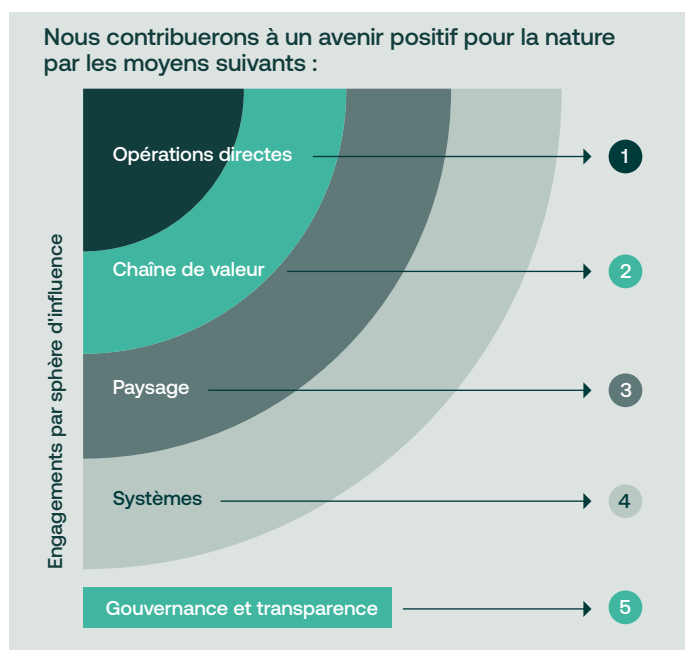 Nous contribuerons à un avenir positif pour la nature
par les moyens suivants :
Engagements par sphère d'influence
Opérations directes
1
Chaîne de valeur
2
Paysage
3
Systèmes
4
Gouvernance et transparence
5